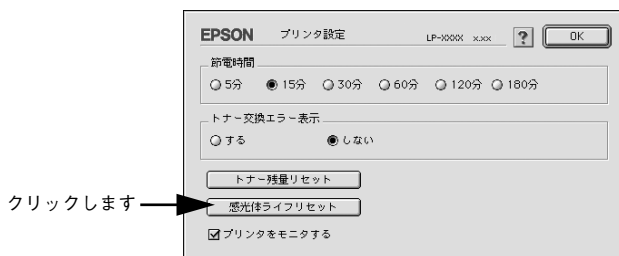 EPSON プリンタ設定 LP-XXXX x.xx ? OK
節電時間
5分 15分 30分 60分 120分 180分
トナー交換エラー表示
する しない
トナー残量リセット
クリックします 感光体ライフリセット
プリンタをモニタする